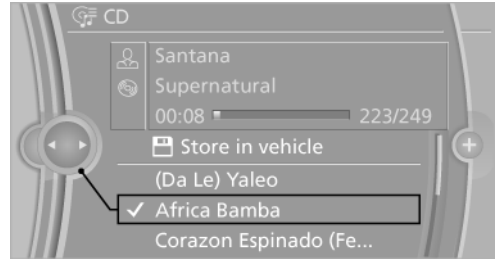 CD
Santana
Supernatural
00:08 223/249
Store in vehicle
(Da Le) Yaleo
Africa Bamba
Corazon Espinado (Fe...